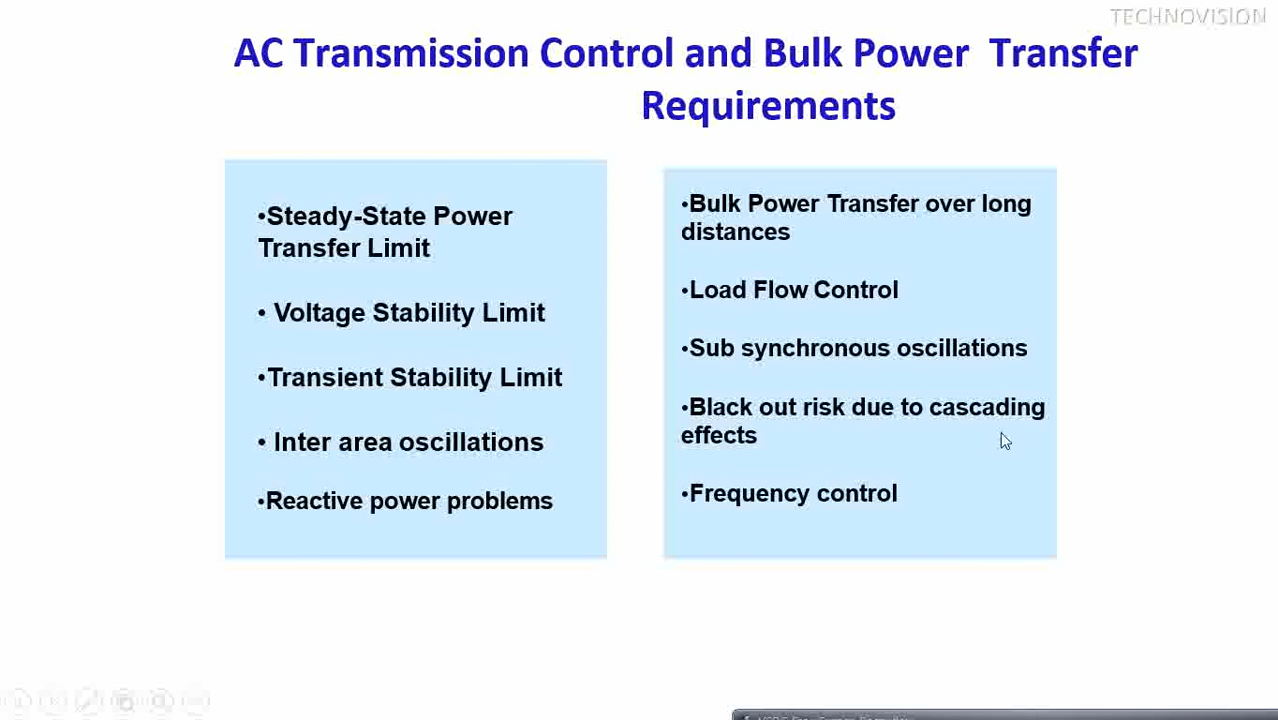 TECHNOVISION
AC Transmission Control and Bulk Power Transfer
Requirements
•Steady-State Power
Transfer Limit
• Voltage Stability Limit
•Transient Stability Limit
• Inter area oscillations
•Reactive power problems
•Bulk Power Transfer over long
distances
•Load Flow Control
•Sub synchronous oscillations
•Black out risk due to cascading
effects
•Frequency control